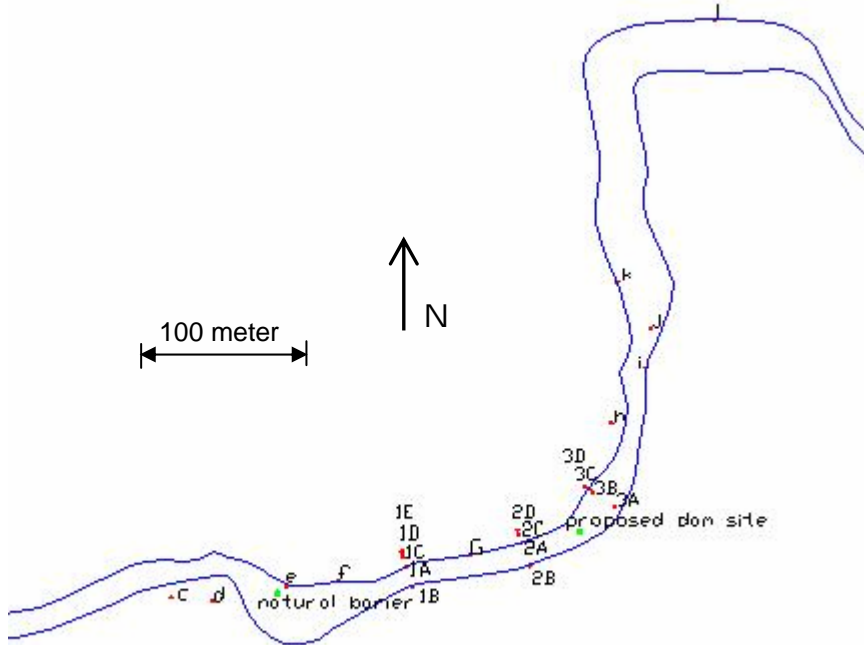 l
k
N
100 meter
J
i
h
3D
3C
3B
3A
1E
2D
proposed dam site
1D
2C
1C
G
2A
f
e
1A
2B
c
d
natural barier
1B